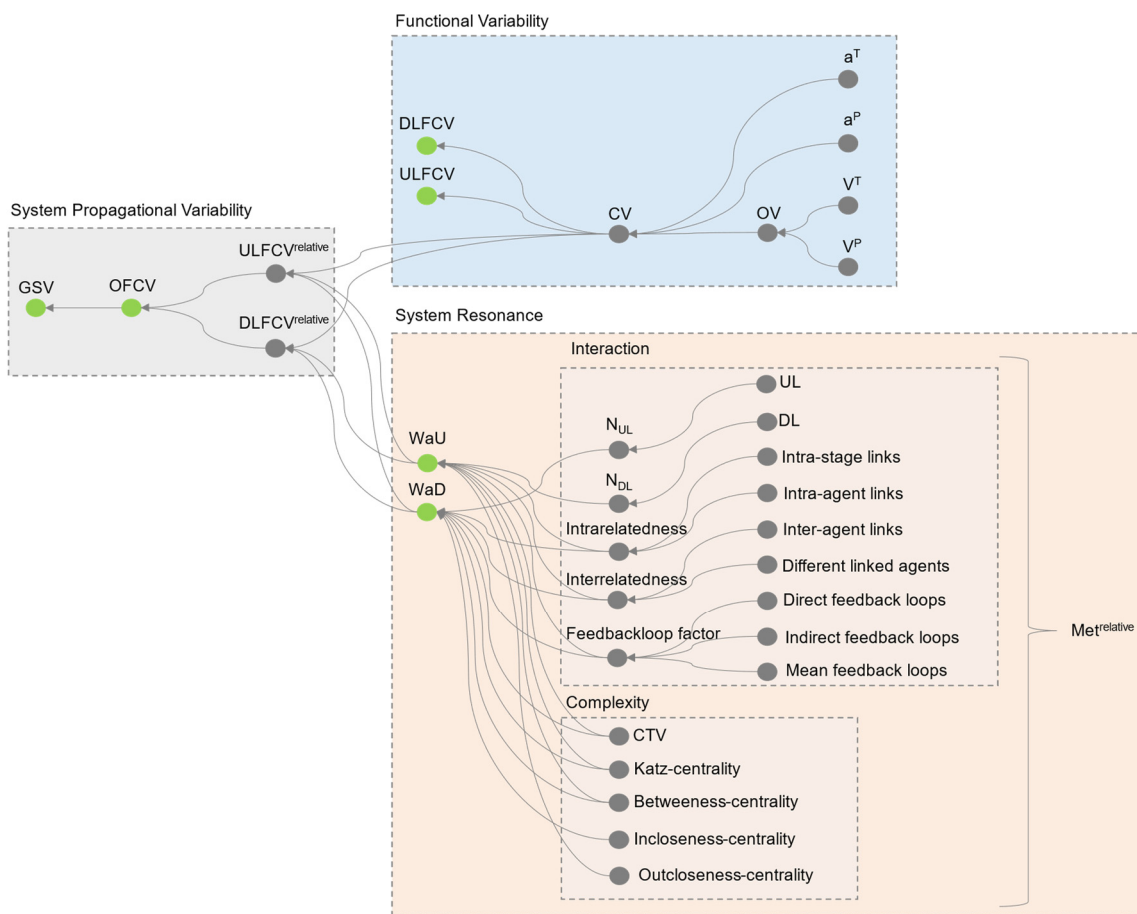 Functional Variability
a^T
a^P
DLFCV
ULFCV
V^T
CV
OV
V^P
System Propagational Variability
ULFCV^relative
GSV
OFCV
DLFCV^relative
System Resonance
Interaction
UL
N_UL
DL
WaU
Intra-stage links
WaD
N_DL
Intra-agent links
Intrarelatedness
Inter-agent links
Interrelatedness
Different linked agents
Direct feedback loops
Feedbackloop factor
Indirect feedback loops
Mean feedback loops
Met^relative
Complexity
CTV
Katz-centrality
Betweeness-centrality
Incloseness-centrality
Outcloseness-centrality